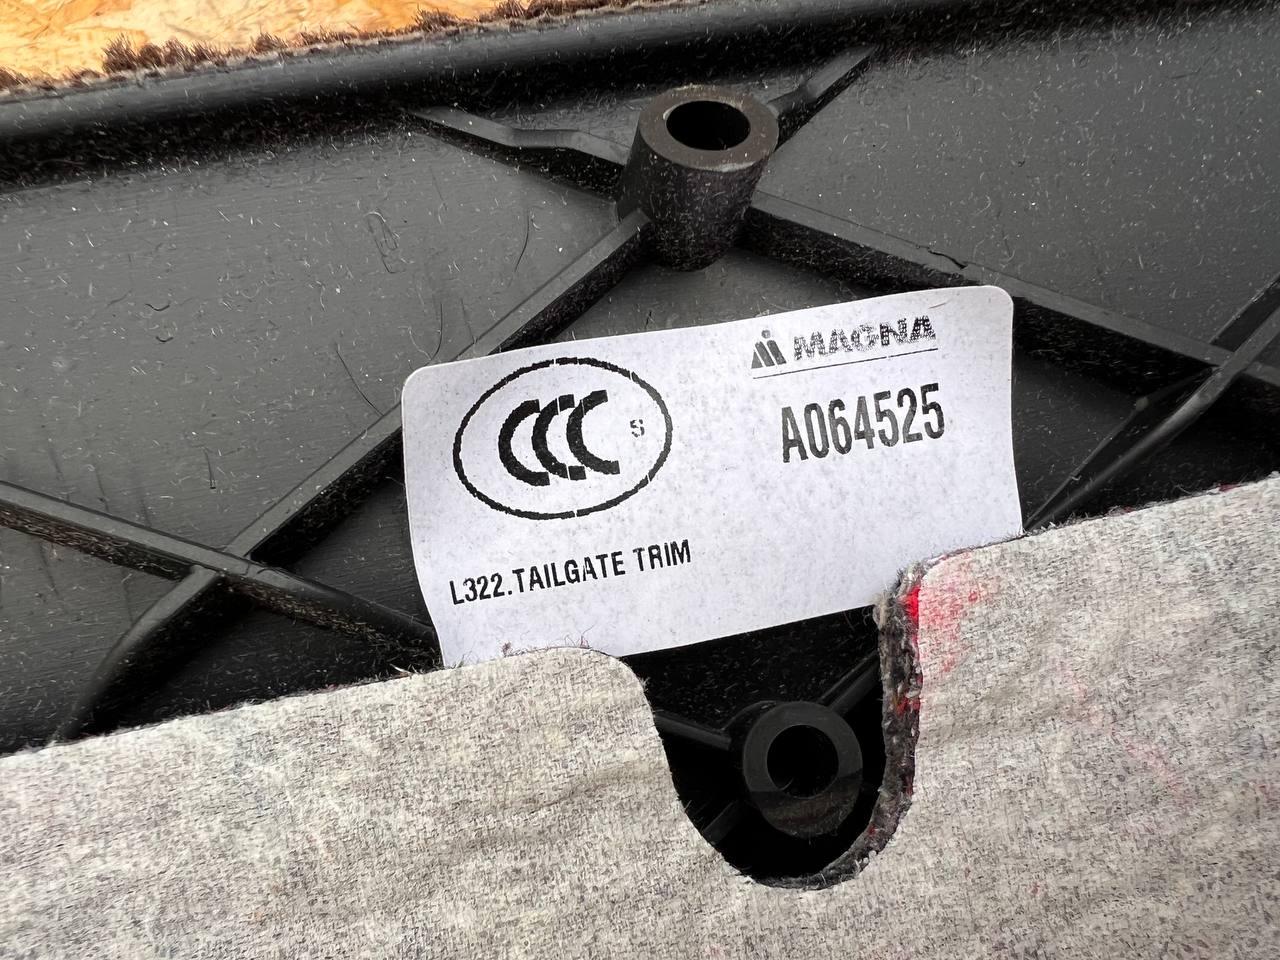 MAGNA
CCC S
A064525
L322.TAILGATE TRIM